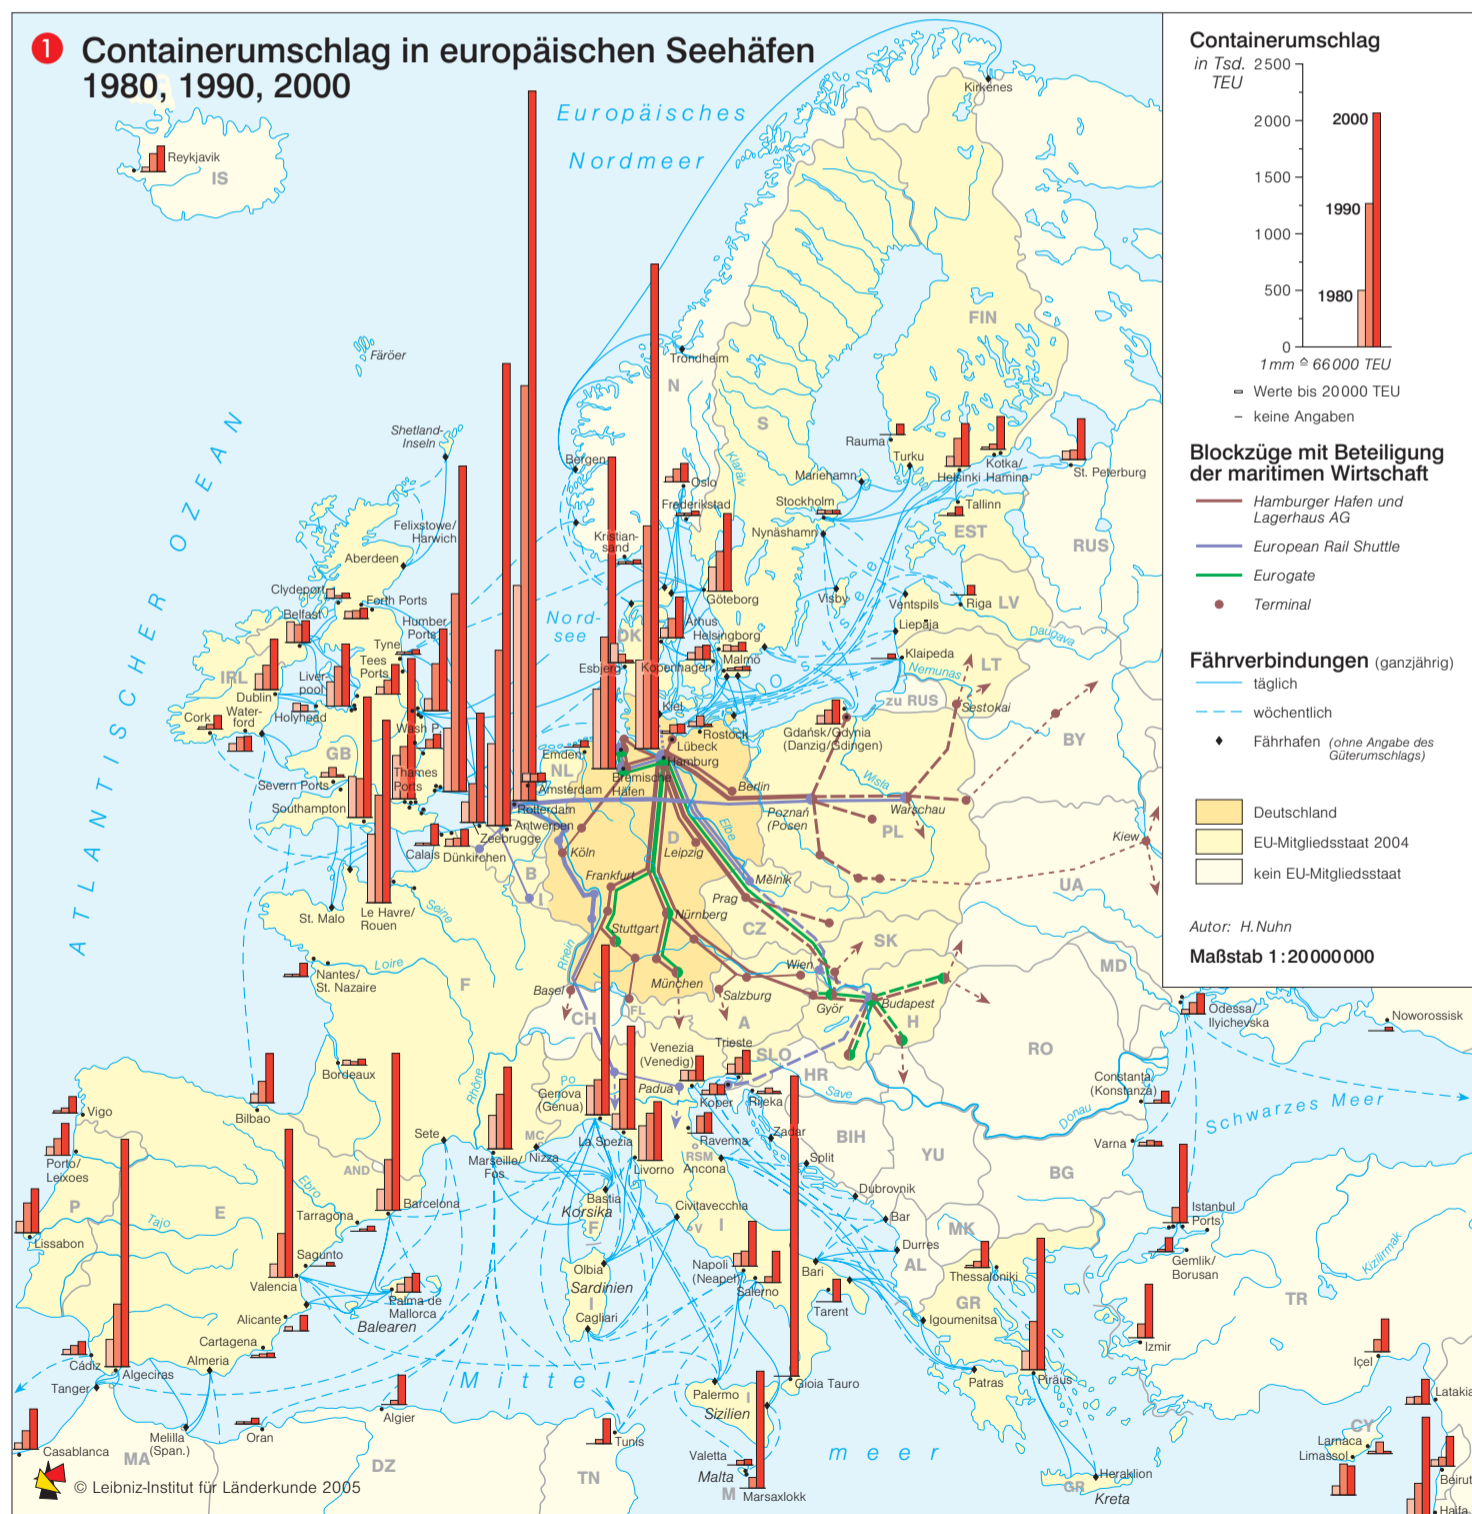 1 Containerumschlag in europäischen Seehäfen
1980, 1990, 2000
Containerumschlag
in Tsd.
TEU
2500
2000
1500
1000
500
0
2000
1990
1980
1 mm ≙ 66000 TEU
Werte bis 20000 TEU
– keine Angaben
Blockzüge mit Beteiligung
der maritimen Wirtschaft
Hamburger Hafen und
Lagerhaus AG
European Rail Shuttle
Eurogate
Terminal
Fährverbindungen (ganzjährig)
täglich
wöchentlich
Fährhafen (ohne Angabe des
Güterumschlags)
Deutschland
EU-Mitgliedsstaat 2004
kein EU-Mitgliedsstaat
Autor: H. Nuhn
Maßstab 1 : 20 000 000
Europäisches
Nordmeer
Kirkenes
Reykjavik
IS
Färöer
Trondheim
N
FIN
S
ATLANTISCHER OZEAN
Shetland-
Inseln
Bergen
Oslo
Frederikstad
Klaräly
Rauma
Turku
Mariehamn
Helsinki
Kotka/
Hamina
St. Peterburg
Stockholm
Nynäshamn
Tallinn
EST
RUS
Felixstowe/
Harwich
Aberdeen
Kristian-
sand
Göteborg
Visby
Ventspils
Riga
LV
Liepaja
Daugava
Clydeport
Forth Ports
Belfast
Humber
Ports
Nord-
see
DK
Århus
Helsingborg
Malmö
Ostsee
Klaipeda
Nemunas
LT
Tyne
Tees
Ports
Esbjerg
Kopenhagen
IRL
Dublin
Liver-
pool
Holyhead
Cork
Water-
ford
Wash P.
GB
Kiel
Rostock
Lübeck
Hamburg
Gdańsk/Gdynia
(Danzig/Gdingen)
zu RUS
Sestokai
BY
Emden
NL
Bremische
Häfen
Severn Ports
Thames
Ports
Southampton
Amsterdam
Rotterdam
Antwerpen
Zeebrugge
Calais
Dünkirchen
Berlin
Poznań
(Posen
Wisła
Warschau
PL
Kiew
Elbe
D
Leipzig
Köln
B
Frankfurt
Mělnik
Prag
UA
St. Malo
Le Havre/
Rouen
Seine
Nürnberg
CZ
Stuttgart
SK
Rhein
Wien
MD
Nantes/
St. Nazaire
Loire
F
München
Basel
FL
Salzburg
Györ
Budapest
H
CH
A
Odessa/
Ilyichevska
Noworossisk
Venezia
(Venedig)
Trieste
SLO
RO
Bordeaux
Rhône
Po
Genova
(Genua)
Padua
Koper
Rijeka
HR
Save
Constanţa
(Konstanza)
Donau
Schwarzes Meer
Bilbao
Vigo
Sete
MC
Marseille/
Fos
Nizza
La Spezia
Ravenna
Zadar
RSM
Ancona
Split
BIH
YU
Varna
BG
Porto/
Leixoes
AND
Livorno
Barcelona
Ebro
P
E
Tajo
Tarragona
Bastia
Korsika
F
Civitavecchia
V
I
Dubrovnik
Bar
MK
Istanbul
Ports
Lissabon
Sagunto
Valencia
Durres
AL
Thessaloniki
Gemlik/
Borusan
Kizilirmak
Palma de
Mallorca
Balearen
Olbia
Sardinien
I
Cagliari
Napoli
(Neapel)
Salerno
Bari
Tarent
GR
Igoumenitsa
TR
Alicante
Cartagena
Cádiz
Algeciras
Almeria
Izmir
Içel
Tanger
Mittel
meer
Palermo
I
Sizilien
Gioia Tauro
Patras
Piräus
Latakia
Melilla
(Span.)
Oran
Algier
Tunis
CY
Larnaca
Limassol
Casablanca
MA
DZ
TN
Valetta
Malta
M
Marsaxlokk
Heraklion
GR
Kreta
Beirut
Haifa
© Leibniz-Institut für Länderkunde 2005